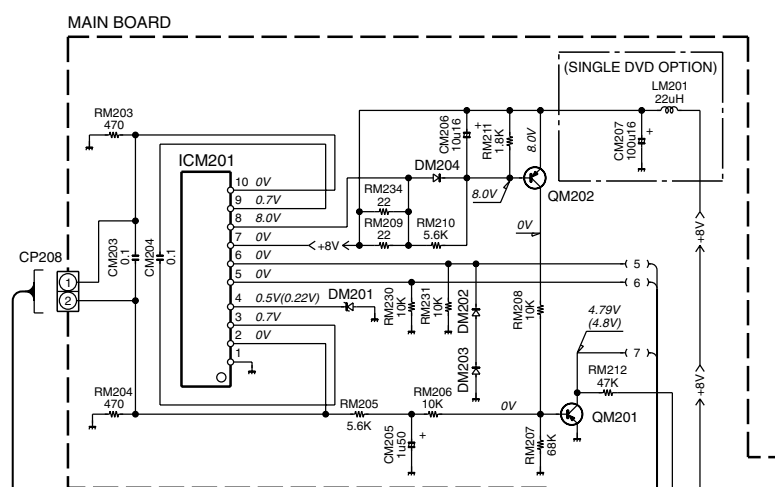 MAIN BOARD
(SINGLE DVD OPTION)
LM201
22uH
RM203
470
CM206
10u16
+
RM211
1.8K
8.0V
CM207
100u16
+
ICM201
DM204
10 0V
9 0.7V
8 8.0V
7 0V
6 0V
5 0V
4 0.5V(0.22V)
3 0.7V
2 0V
1
RM234
22
RM209
22
RM210
5.6K
8.0V
QM202
0V
+8V
+8V
CP208
1
2
CM203
0.1
CM204
0.1
DM201
RM230
10K
RM231
10K
DM202
DM203
RM208
10K
5
6
4.79V
(4.8V)
7
RM212
47K
+8V
RM204
470
RM205
5.6K
RM206
10K
0V
QM201
CM205
1u50
+
RM207
68K